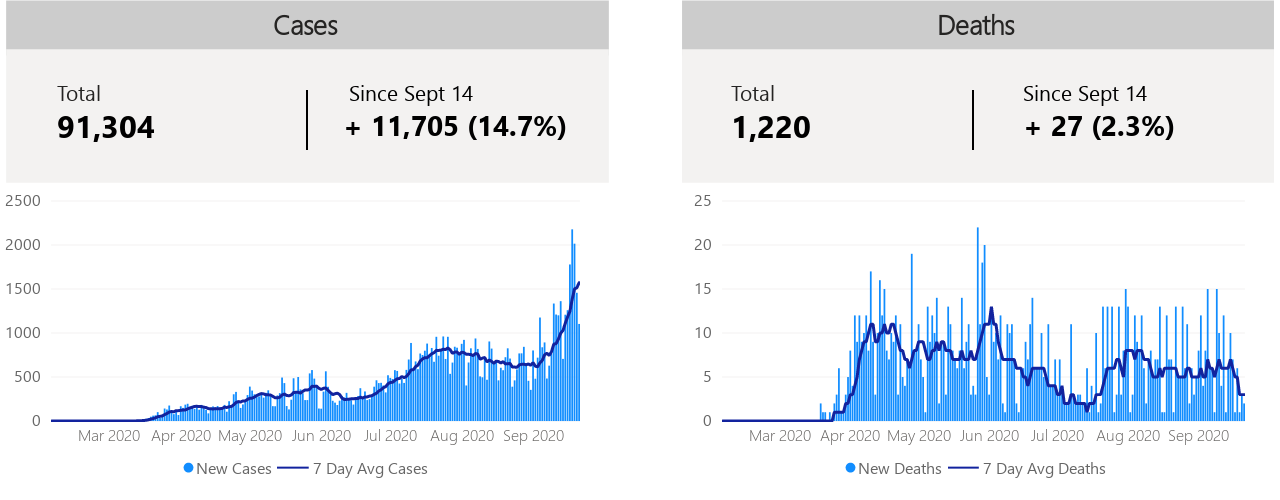 Cases
Total
Since Sept 14
91,304
+ 11,705 (14.7%)
2500
2000
1500
1000
500
0
Mar 2020 Apr 2020 May 2020 Jun 2020 Jul 2020 Aug 2020 Sep 2020
New Cases 7 Day Avg Cases
Deaths
Total
Since Sept 14
1,220
+ 27 (2.3%)
25
20
15
10
5
0
Mar 2020 Apr 2020 May 2020 Jun 2020 Jul 2020 Aug 2020 Sep 2020
New Deaths 7 Day Avg Deaths